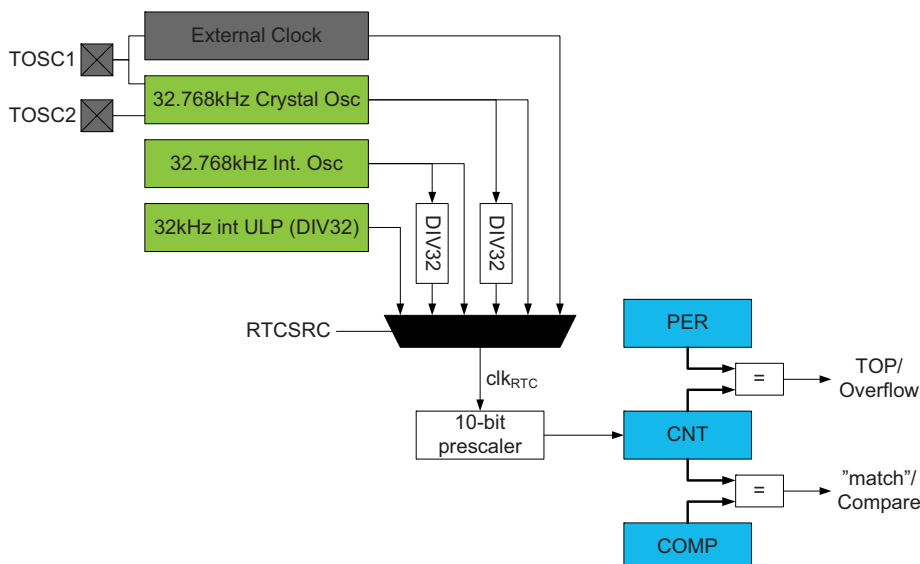 External Clock
TOSC1
32.768kHz Crystal Osc
TOSC2
32.768kHz Int. Osc
32kHz int ULP (DIV32)
DIV32
DIV32
RTCSRC
clkRTC
10-bit
prescaler
PER
=
TOP/
Overflow
CNT
=
”match”/
Compare
COMP